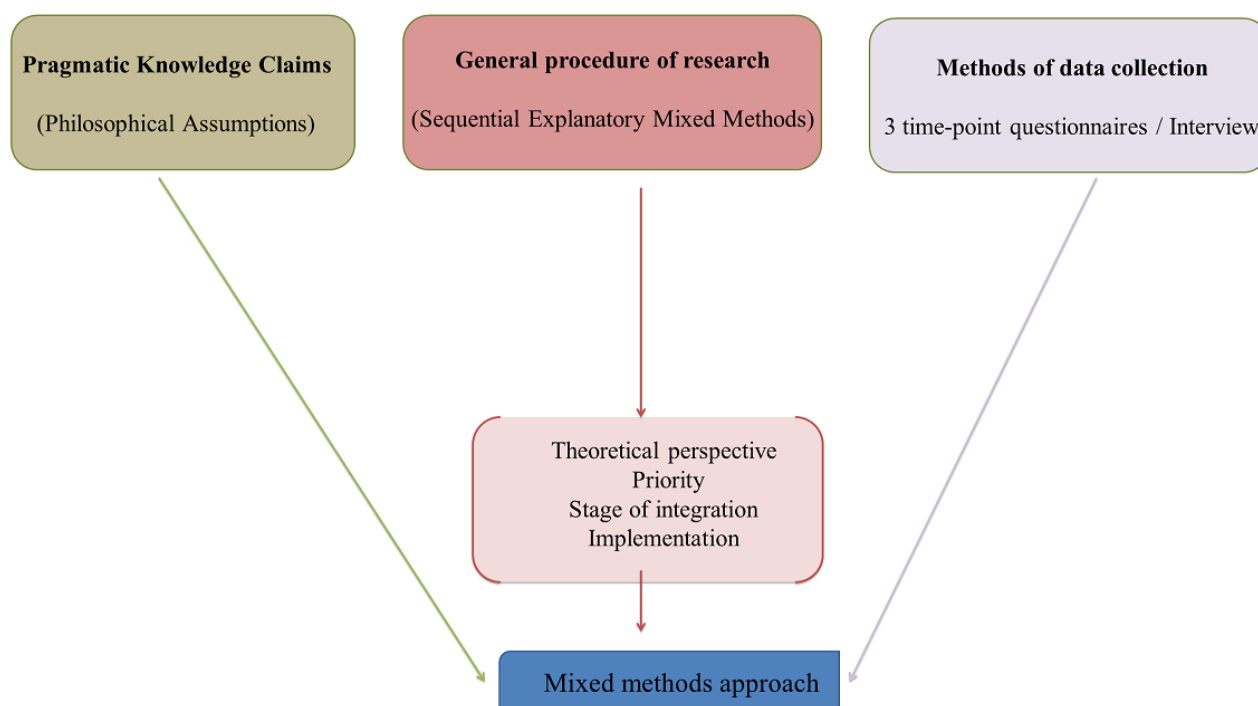 Pragmatic Knowledge Claims
(Philosophical Assumptions)
General procedure of research
(Sequential Explanatory Mixed Methods)
Methods of data collection
3 time-point questionnaires / Interview
Theoretical perspective
Priority
Stage of integration
Implementation
Mixed methods approach